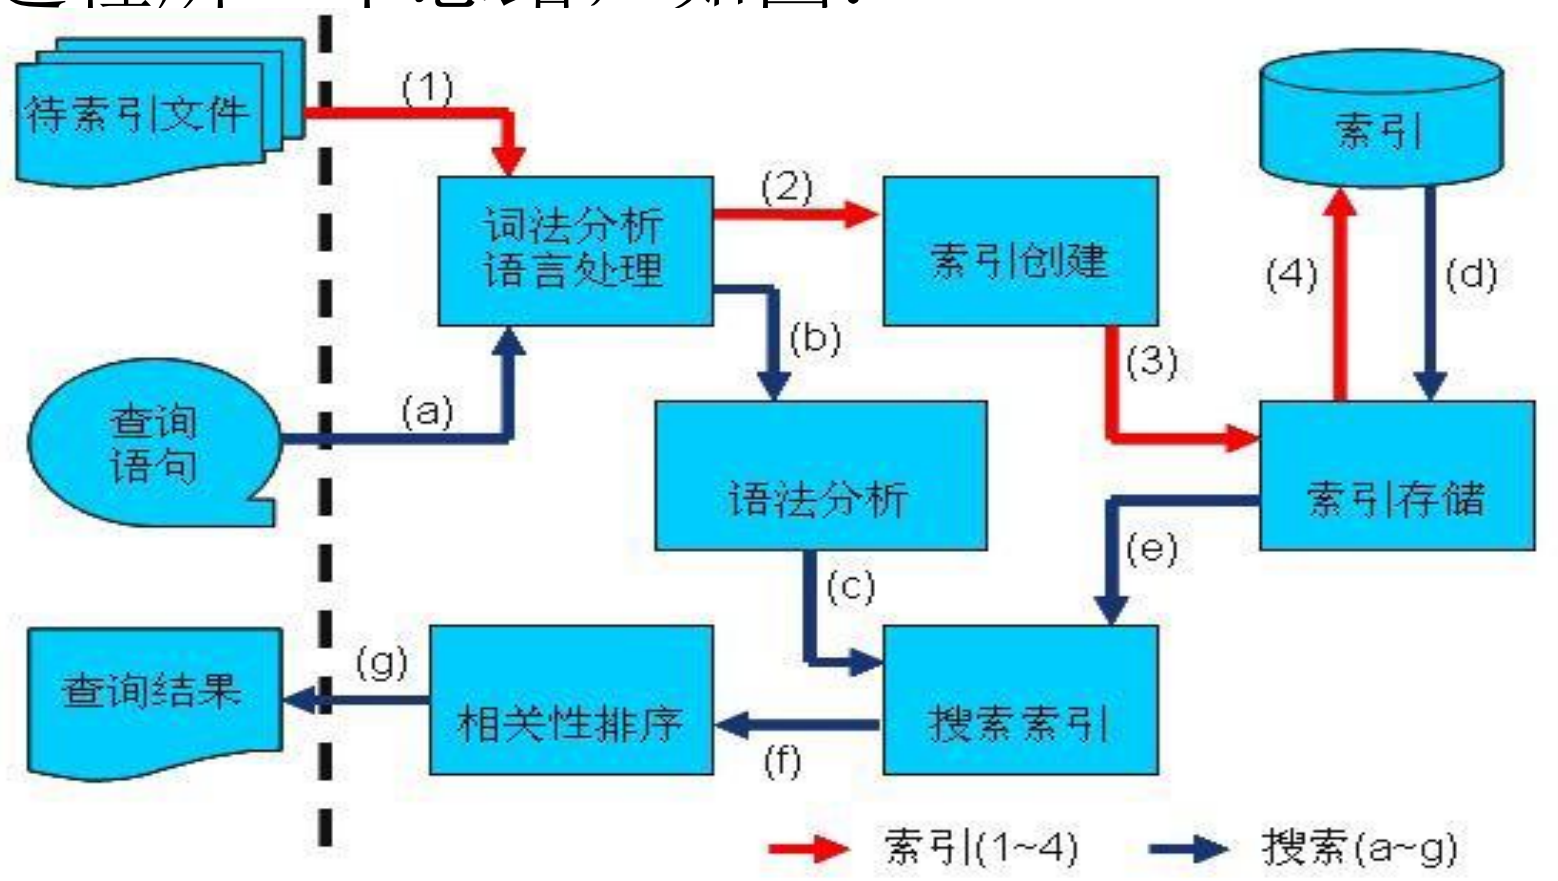 待索引文件
(1)
词法分析
语言处理
(2)
索引创建
索引
(4)
(d)
(b)
(3)
查询
语句
(a)
语法分析
索引存储
(c)
(e)
查询结果
(g)
相关性排序
(f)
搜索索引
索引(1~4)
搜索(a~g)